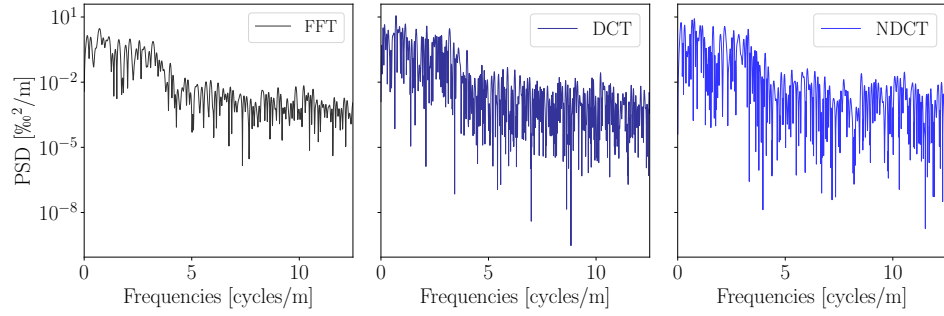 PSD [‰²/m]
10¹
10⁻²
10⁻⁵
10⁻⁸
FFT
0 5 10
Frequencies [cycles/m]
DCT
0 5 10
Frequencies [cycles/m]
NDCT
0 5 10
Frequencies [cycles/m]